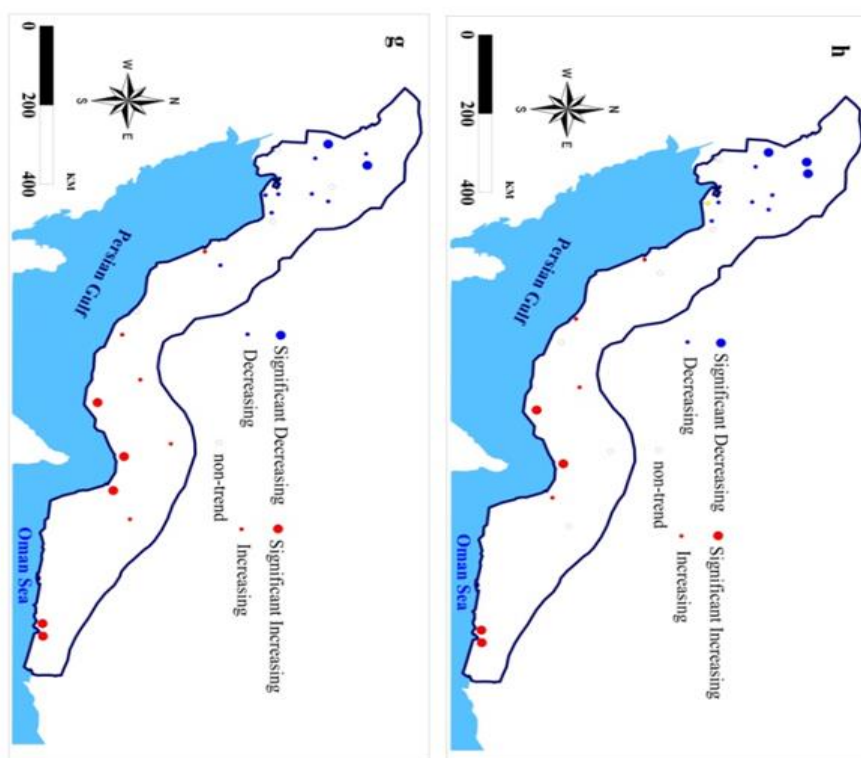 h
Significant Decreasing
Significant Increasing
Decreasing
Increasing
non-trend
N
W
E
S
Persian Gulf
KM
0 200 400
Oman Sea
g
Significant Decreasing
Significant Increasing
Decreasing
Increasing
non-trend
N
W
E
S
Persian Gulf
KM
0 200 400
Oman Sea